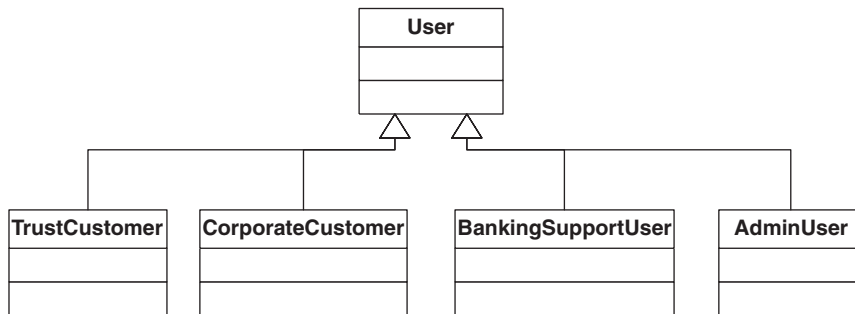 User
TrustCustomer
CorporateCustomer
BankingSupportUser
AdminUser